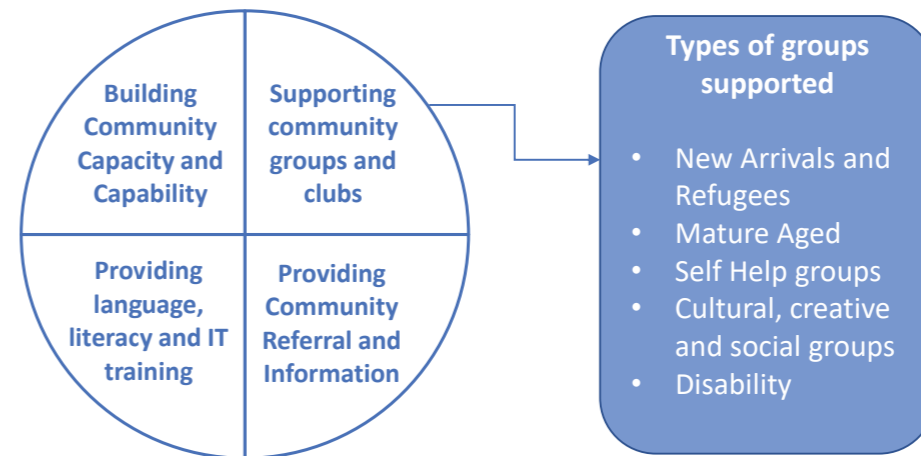 Building
Community
Capacity and
Capability
Supporting
community
groups and
clubs
Providing
language,
literacy and IT
training
Providing
Community
Referral and
Information
Types of groups
supported
• New Arrivals and
Refugees
• Mature Aged
• Self Help groups
• Cultural, creative
and social groups
• Disability